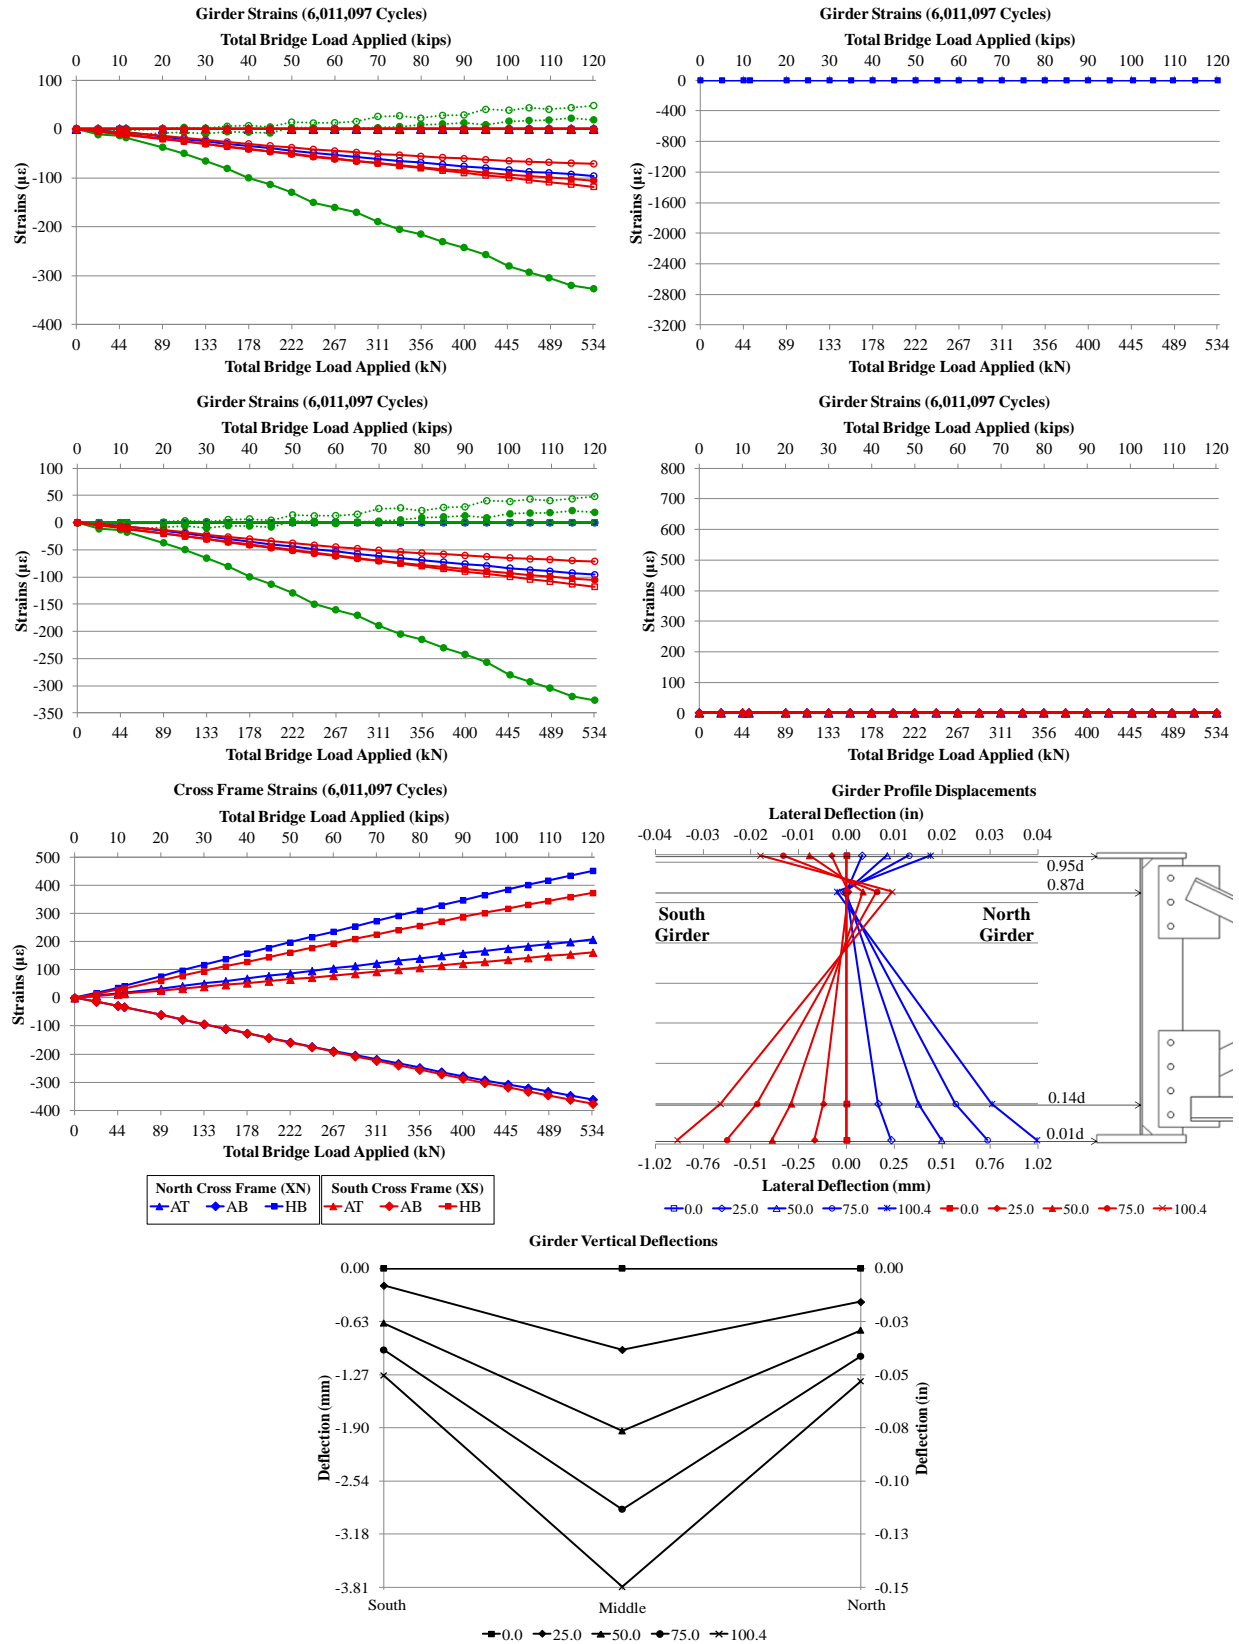 Girder Strains (6,011,097 Cycles)
Total Bridge Load Applied (kips)
0 10 20 30 40 50 60 70 80 90 100 110 120
100
0
-100
-200
-300
-400
Strains (με)
0 44 89 133 178 222 267 311 356 400 445 489 534
Total Bridge Load Applied (kN)
Girder Strains (6,011,097 Cycles)
Total Bridge Load Applied (kips)
0 10 20 30 40 50 60 70 80 90 100 110 120
0
-400
-800
-1200
-1600
-2000
-2400
-2800
-3200
Strains (με)
0 44 89 133 178 222 267 311 356 400 445 489 534
Total Bridge Load Applied (kN)
Girder Strains (6,011,097 Cycles)
Total Bridge Load Applied (kips)
0 10 20 30 40 50 60 70 80 90 100 110 120
100
50
0
-50
-100
-150
-200
-250
-300
-350
Strains (με)
0 44 89 133 178 222 267 311 356 400 445 489 534
Total Bridge Load Applied (kN)
Girder Strains (6,011,097 Cycles)
Total Bridge Load Applied (kips)
0 10 20 30 40 50 60 70 80 90 100 110 120
800
700
600
500
400
300
200
100
0
Strains (με)
0 44 89 133 178 222 267 311 356 400 445 489 534
Total Bridge Load Applied (kN)
Cross Frame Strains (6,011,097 Cycles)
Total Bridge Load Applied (kips)
0 10 20 30 40 50 60 70 80 90 100 110 120
500
400
300
200
100
0
-100
-200
-300
-400
Strains (με)
0 44 89 133 178 222 267 311 356 400 445 489 534
Total Bridge Load Applied (kN)
North Cross Frame (XN) South Cross Frame (XS)
AT AB HB AT AB HB
Girder Profile Displacements
Lateral Deflection (in)
-0.04 -0.03 -0.02 -0.01 0.00 0.01 0.02 0.03 0.04
0.95d
0.87d
South Girder
North Girder
0.14d
0.01d
-1.02 -0.76 -0.51 -0.25 0.00 0.25 0.51 0.76 1.02
Lateral Deflection (mm)
0.0 25.0 50.0 75.0 100.4 0.0 25.0 50.0 75.0 100.4
Girder Vertical Deflections
0.00
-0.63
-1.27
-1.90
-2.54
-3.18
-3.81
Deflection (mm)
0.00
-0.03
-0.05
-0.08
-0.10
-0.13
-0.15
Deflection (in)
South Middle North
0.0 25.0 50.0 75.0 100.4